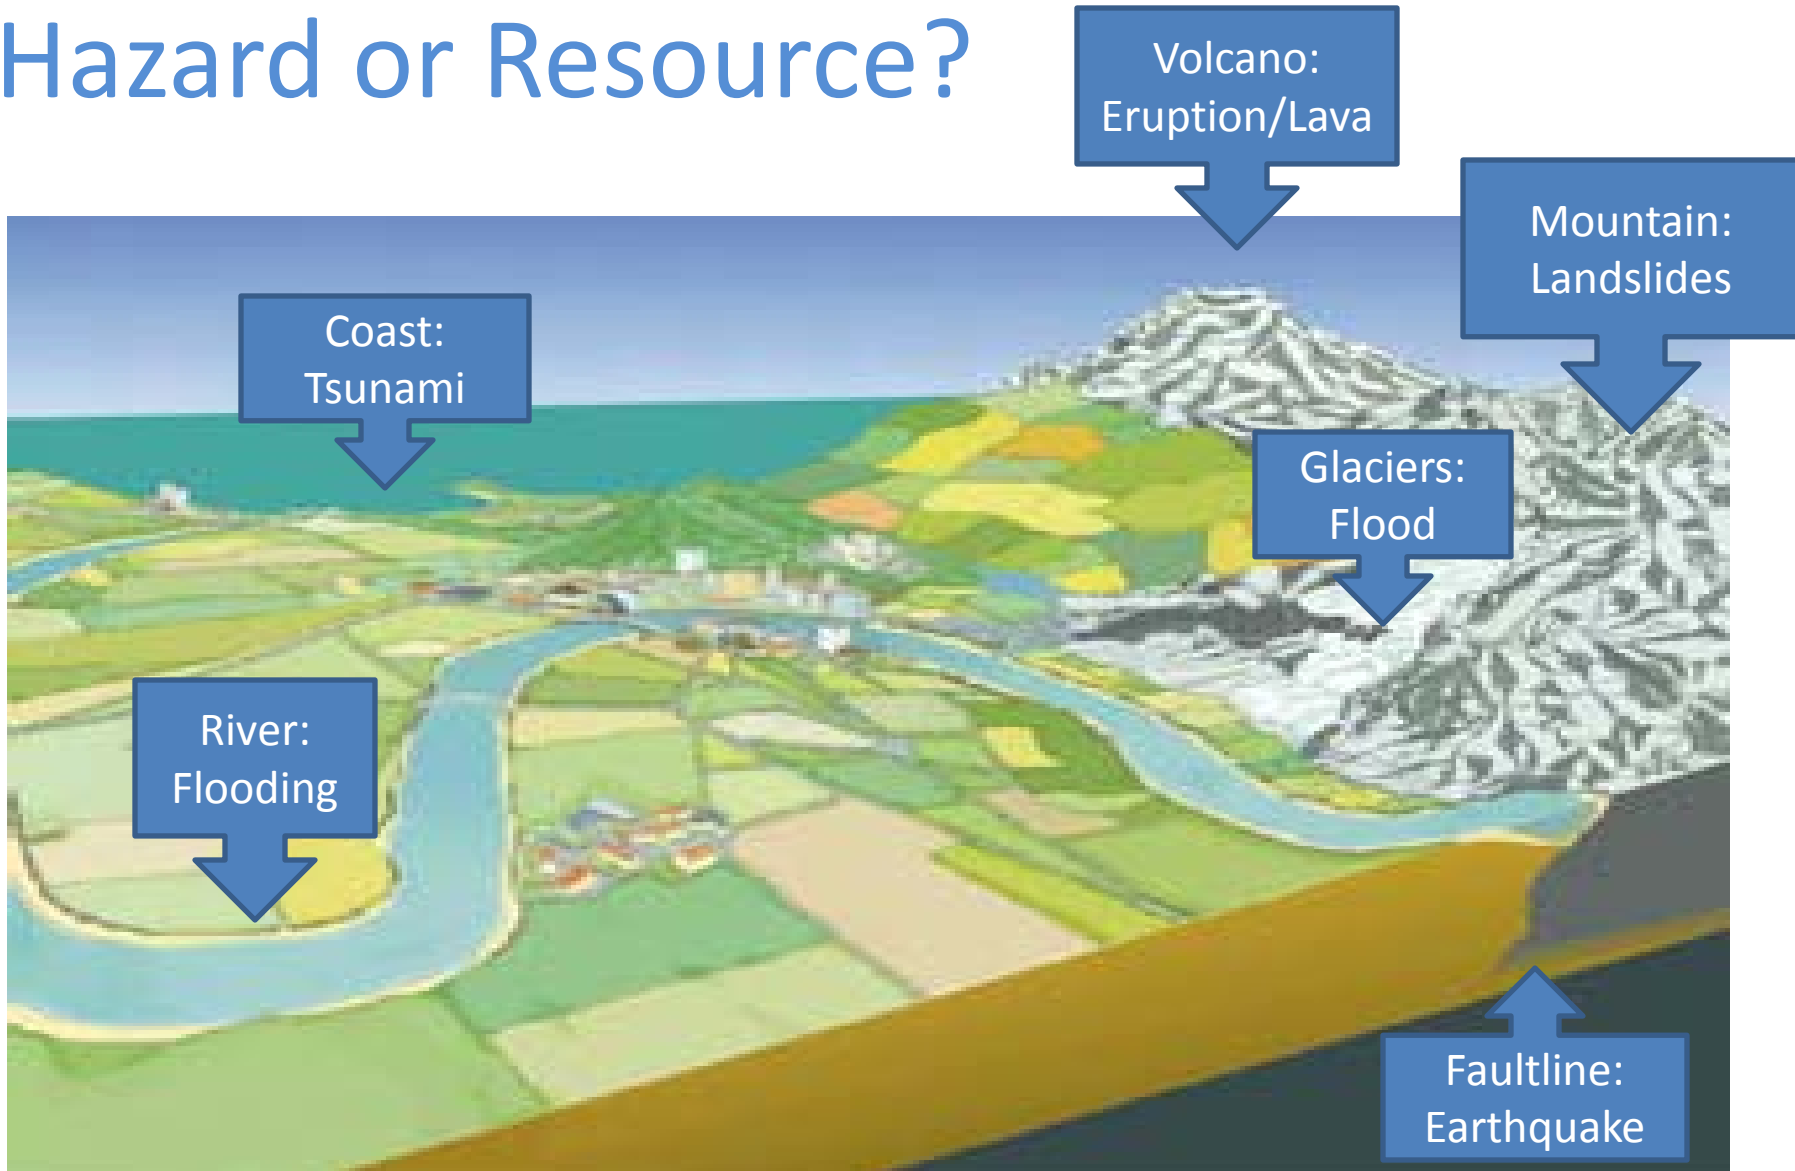 Hazard or Resource?
Volcano:
Eruption/Lava
Mountain:
Landslides
Coast:
Tsunami
Glaciers:
Flood
River:
Flooding
Faultline:
Earthquake